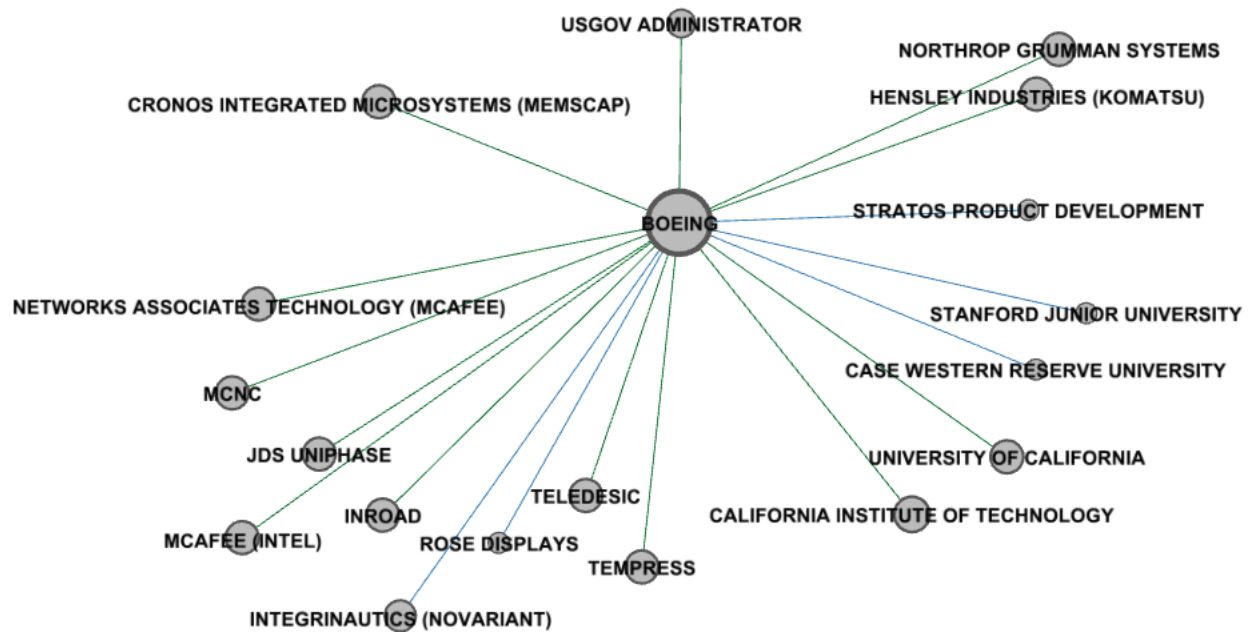 USGOV ADMINISTRATOR
NORTHROP GRUMMAN SYSTEMS
CRONOS INTEGRATED MICROSYSTEMS (MEMSCAP)
HENSLEY INDUSTRIES (KOMATSU)
STRATOS PRODUCT DEVELOPMENT
BOEING
NETWORKS ASSOCIATES TECHNOLOGY (MCAFEE)
STANFORD JUNIOR UNIVERSITY
CASE WESTERN RESERVE UNIVERSITY
MCNC
JDS UNIPHASE
UNIVERSITY OF CALIFORNIA
TELEDESIC
INROAD
CALIFORNIA INSTITUTE OF TECHNOLOGY
MCAFEE (INTEL)
ROSE DISPLAYS
TEMPRESS
INTEGRINAUTICS (NOVARIANT)